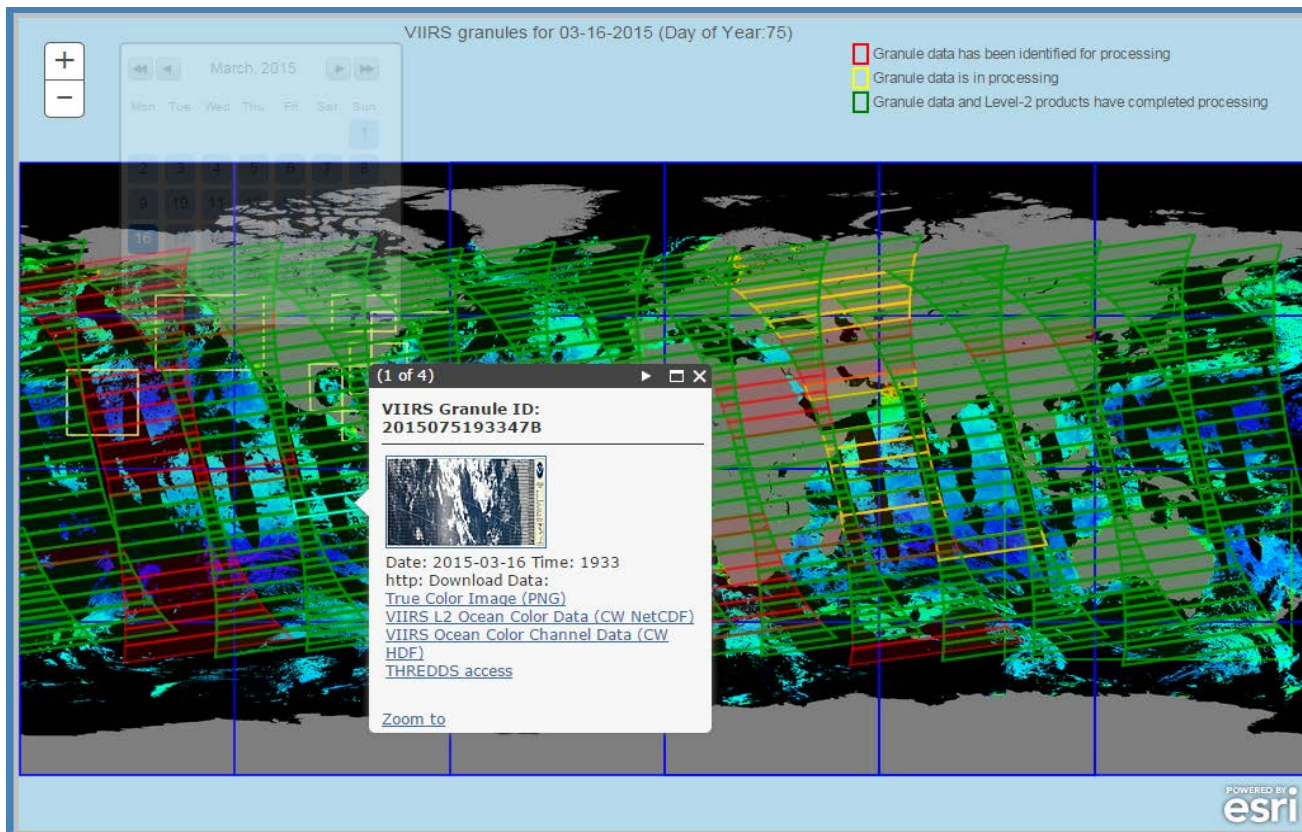 VIIRS granules for 03-16-2015 (Day of Year:75)
+
−
March, 2015
Mon Tue Wed Thu Fri Sat Sun
1
2 3 4 5 6 7 8
9 10 11
16
Granule data has been identified for processing
Granule data is in processing
Granule data and Level-2 products have completed processing
(1 of 4)
VIIRS Granule ID:
2015075193347B
Date: 2015-03-16 Time: 1933
http: Download Data:
True Color Image (PNG)
VIIRS L2 Ocean Color Data (CW NetCDF)
VIIRS Ocean Color Channel Data (CW
HDF)
THREDDS access
Zoom to
POWERED BY
esri